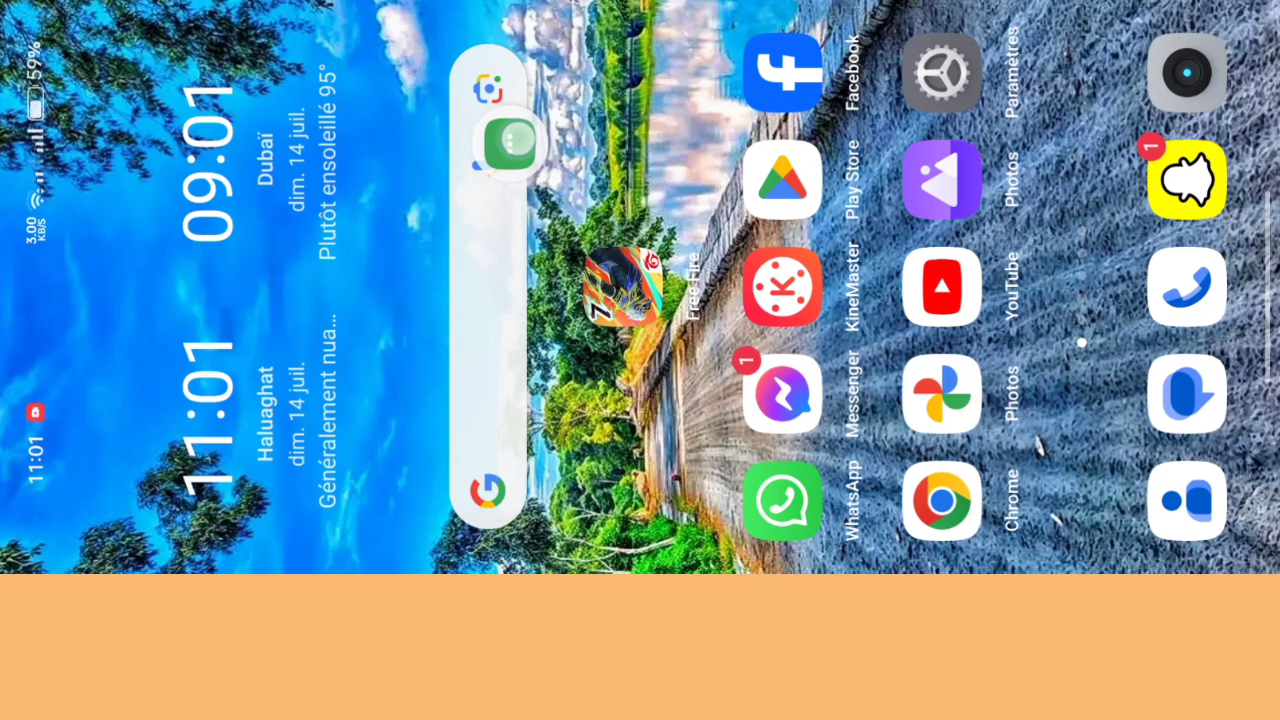 11:01
3.00 KB/S
59%
11:01
Haluaghat
dim. 14 juil.
Généralement nua...
09:01
Dubaï
dim. 14 juil.
Plutôt ensoleillé 95°
Free Fire
WhatsApp
1
Messenger
KineMaster
Play Store
Facebook
Chrome
Photos
YouTube
Photos
Paramètres
1